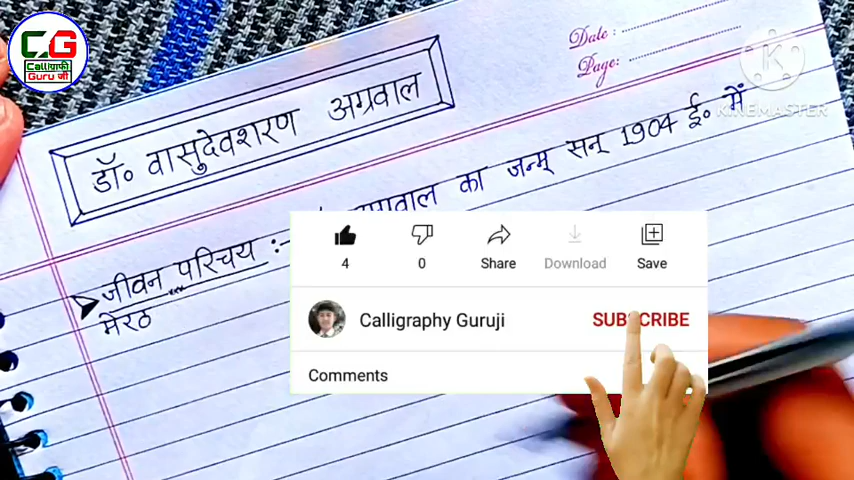 CG
Calliग्राफी
Guru जी
Date:
Page:
KINEMASTER
डॉ॰ वासुदेवशरण अग्रवाल
जीवन परिचय :- अग्रवाल का जन्म् सन् 1904 ई॰ में
मेरठ
4
0
Share
Download
Save
Calligraphy Guruji
SUBSCRIBE
Comments